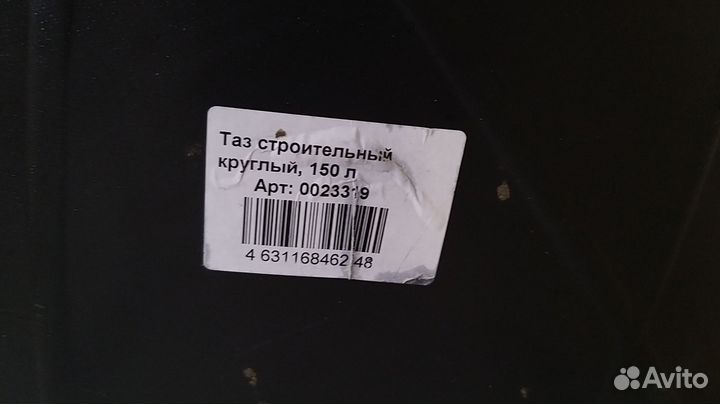 Таз строительный
круглый, 150 л
Арт: 0023319
4 631168462 48
Avito